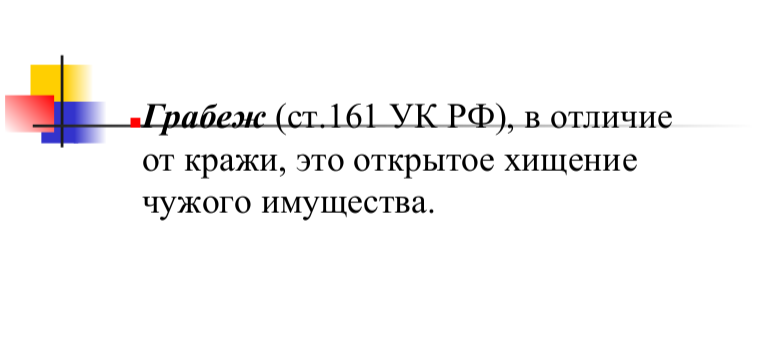 Грабеж (ст.161 УК РФ), в отличие
от кражи, это открытое хищение
чужого имущества.